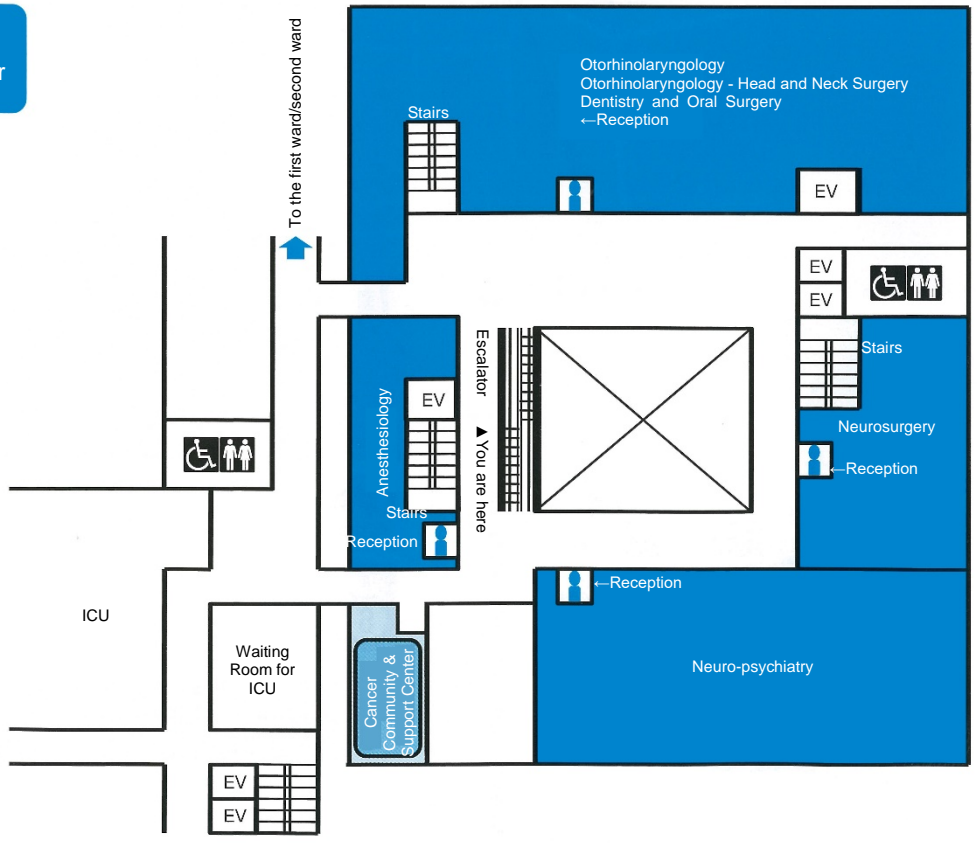 r
To the first ward/second ward
Otorhinolaryngology
Otorhinolaryngology - Head and Neck Surgery
Dentistry and Oral Surgery
←Reception
Stairs
EV
EV
EV
Stairs
Neurosurgery
←Reception
Escalator
▲You are here
Anesthesiology
EV
Stairs
Reception
←Reception
Neuro-psychiatry
ICU
Waiting
Room for
ICU
Cancer
Community &
Support Center
EV
EV